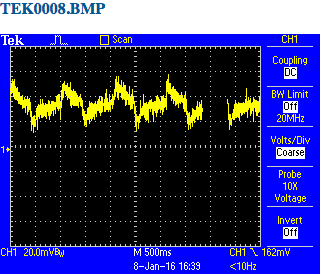 TEK0008.BMP
Tek
Scan
CH1
Coupling
DC
BW Limit
Off
20MHz
Volts/Div
Coarse
Probe
10X
Voltage
Invert
Off
1
CH1 20.0mVBw M 500ms CH1 \ 162mV
8-Jan-16 16:39 <10Hz